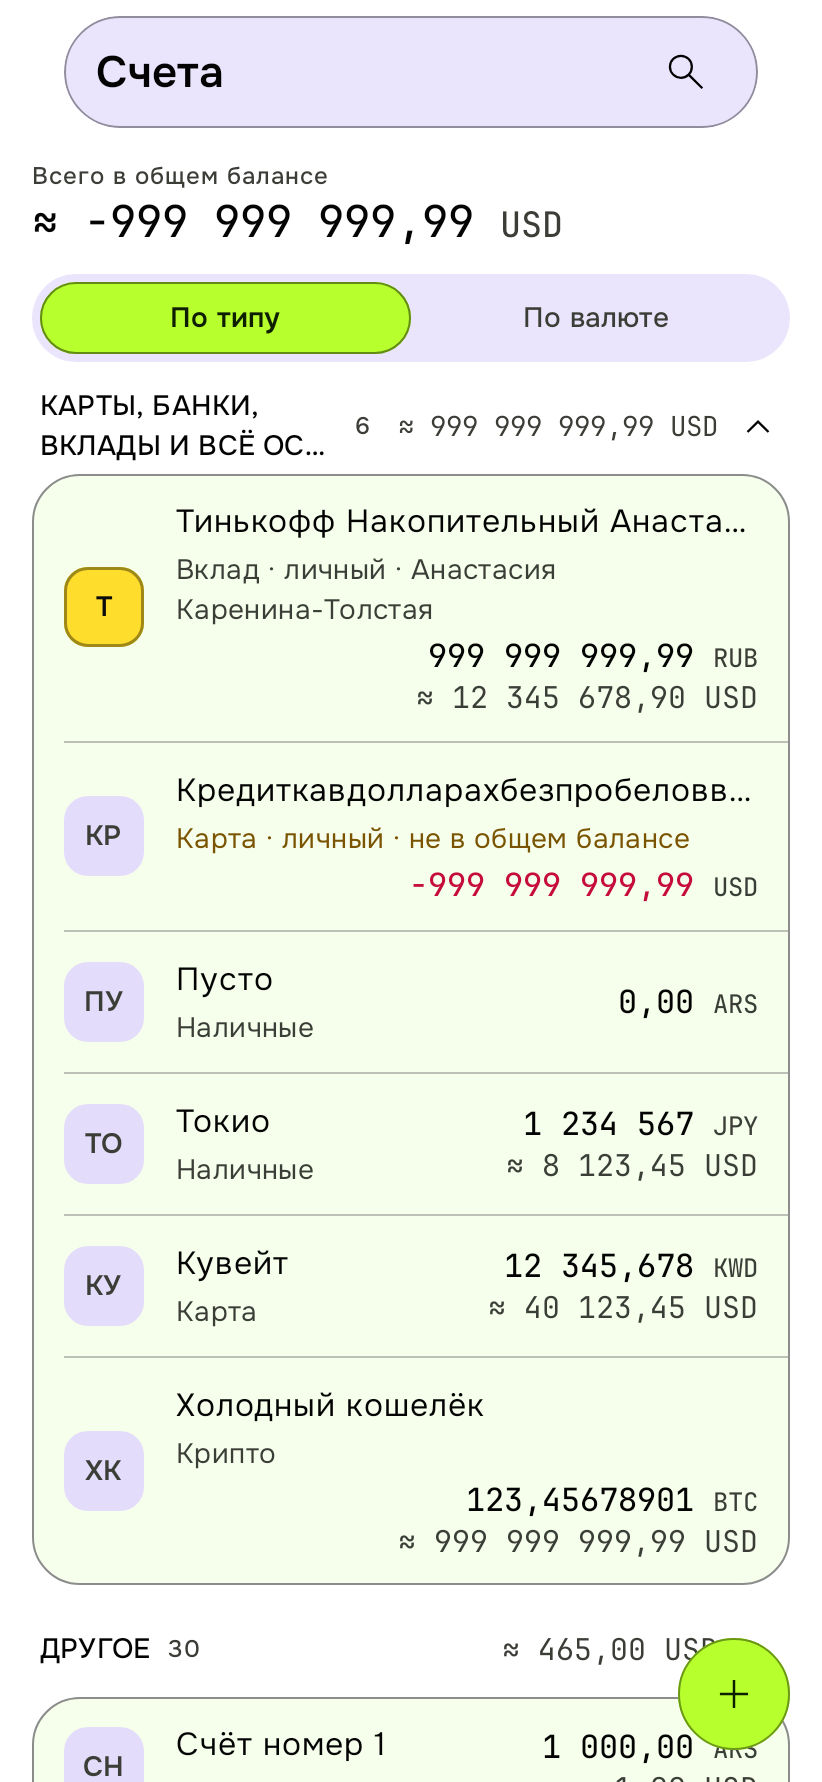 Счета
Всего в общем балансе
≈ -999 999 999,99 USD
По типу По валюте
КАРТЫ, БАНКИ,
ВКЛАДЫ И ВСЁ ОС… 6 ≈ 999 999 999,99 USD
Тинькофф Накопительный Анаста…
Т
Вклад · личный · Анастасия
Каренина-Толстая
999 999 999,99 RUB
≈ 12 345 678,90 USD
Кредиткавдолларахбезпробеловв…
КР
Карта · личный · не в общем балансе
-999 999 999,99 USD
ПУ
Пусто
Наличные
0,00 ARS
ТО
Токио
Наличные
1 234 567 JPY
≈ 8 123,45 USD
КУ
Кувейт
Карта
12 345,678 KWD
≈ 40 123,45 USD
Холодный кошелёк
ХК
Крипто
123,45678901 BTC
≈ 999 999 999,99 USD
ДРУГОЕ 30 ≈ 465,00 USD
СН
Счёт номер 1
1 000,00 ARS